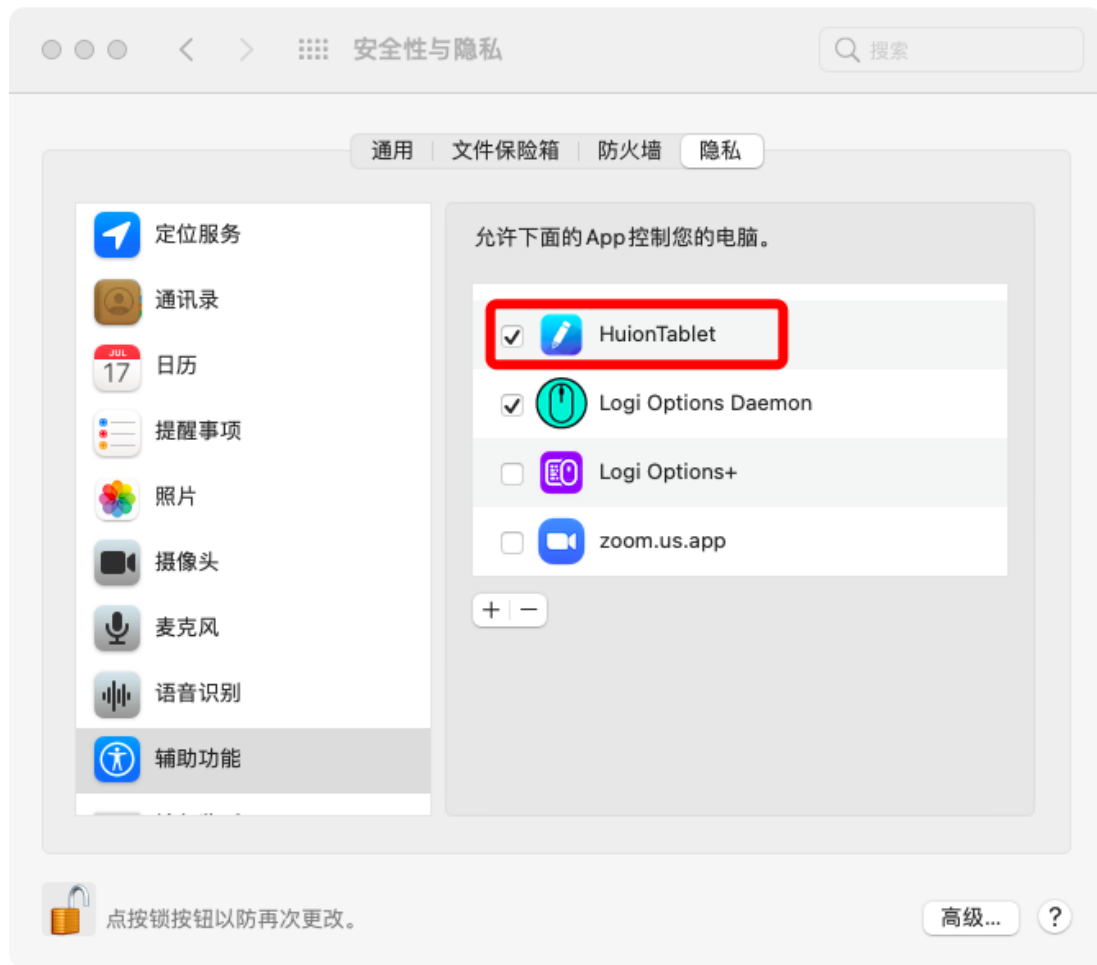 安全性与隐私
搜索
通用 文件保险箱 防火墙 隐私
定位服务
通讯录
JUL
17
日历
提醒事项
照片
摄像头
麦克风
语音识别
辅助功能
允许下面的App控制您的电脑。
HuionTablet
Logi Options Daemon
Logi Options+
zoom.us.app
+ −
点按锁按钮以防再次更改。
高级... ?